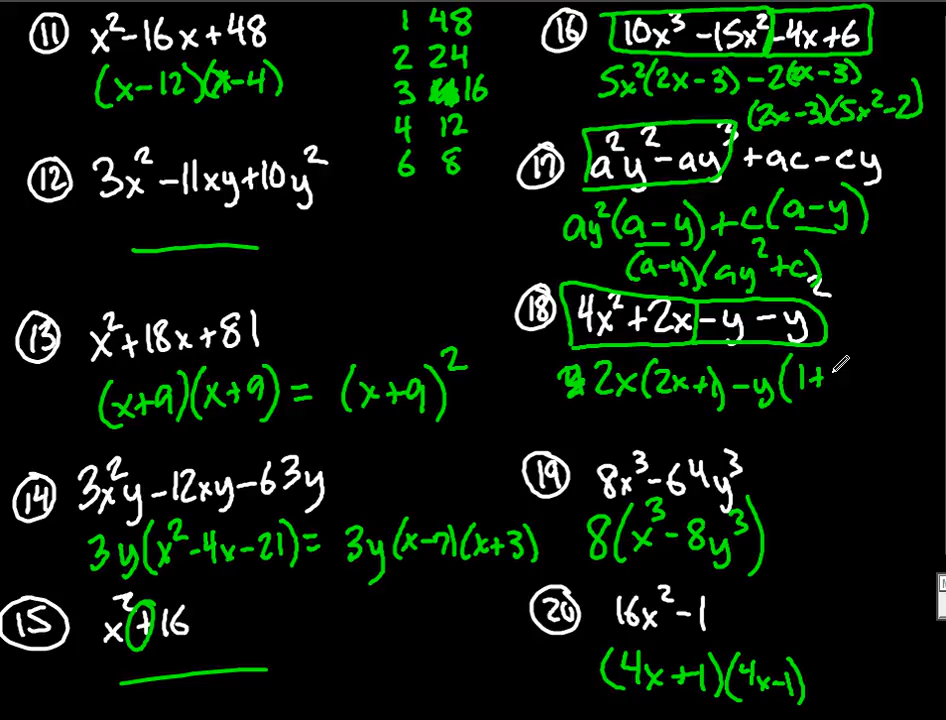 ⑪ x²-16x+48
(x-12)(x-4)
1 48
2 24
3 16
4 12
6 8
⑫ 3x²-11xy+10y²
⑬ x²+18x+81
(x+9)(x+9) = (x+9)²
⑭ 3x²y-12xy-63y
3y(x²-4x-21) = 3y(x-7)(x+3)
⑮ x²+16
⑯ 10x³-15x²-4x+6
5x²(2x-3)-2(2x-3)
(2x-3)(5x²-2)
⑰ a²y²-ay³+ac-cy
ay²(a-y)+c(a-y)
(a-y)(ay²+c)
⑱ 4x²+2x-y-y²
2x(2x+1)-y(1+
⑲ 8x³-64y³
8(x³-8y³)
⑳ 16x²-1
(4x+1)(4x-1)